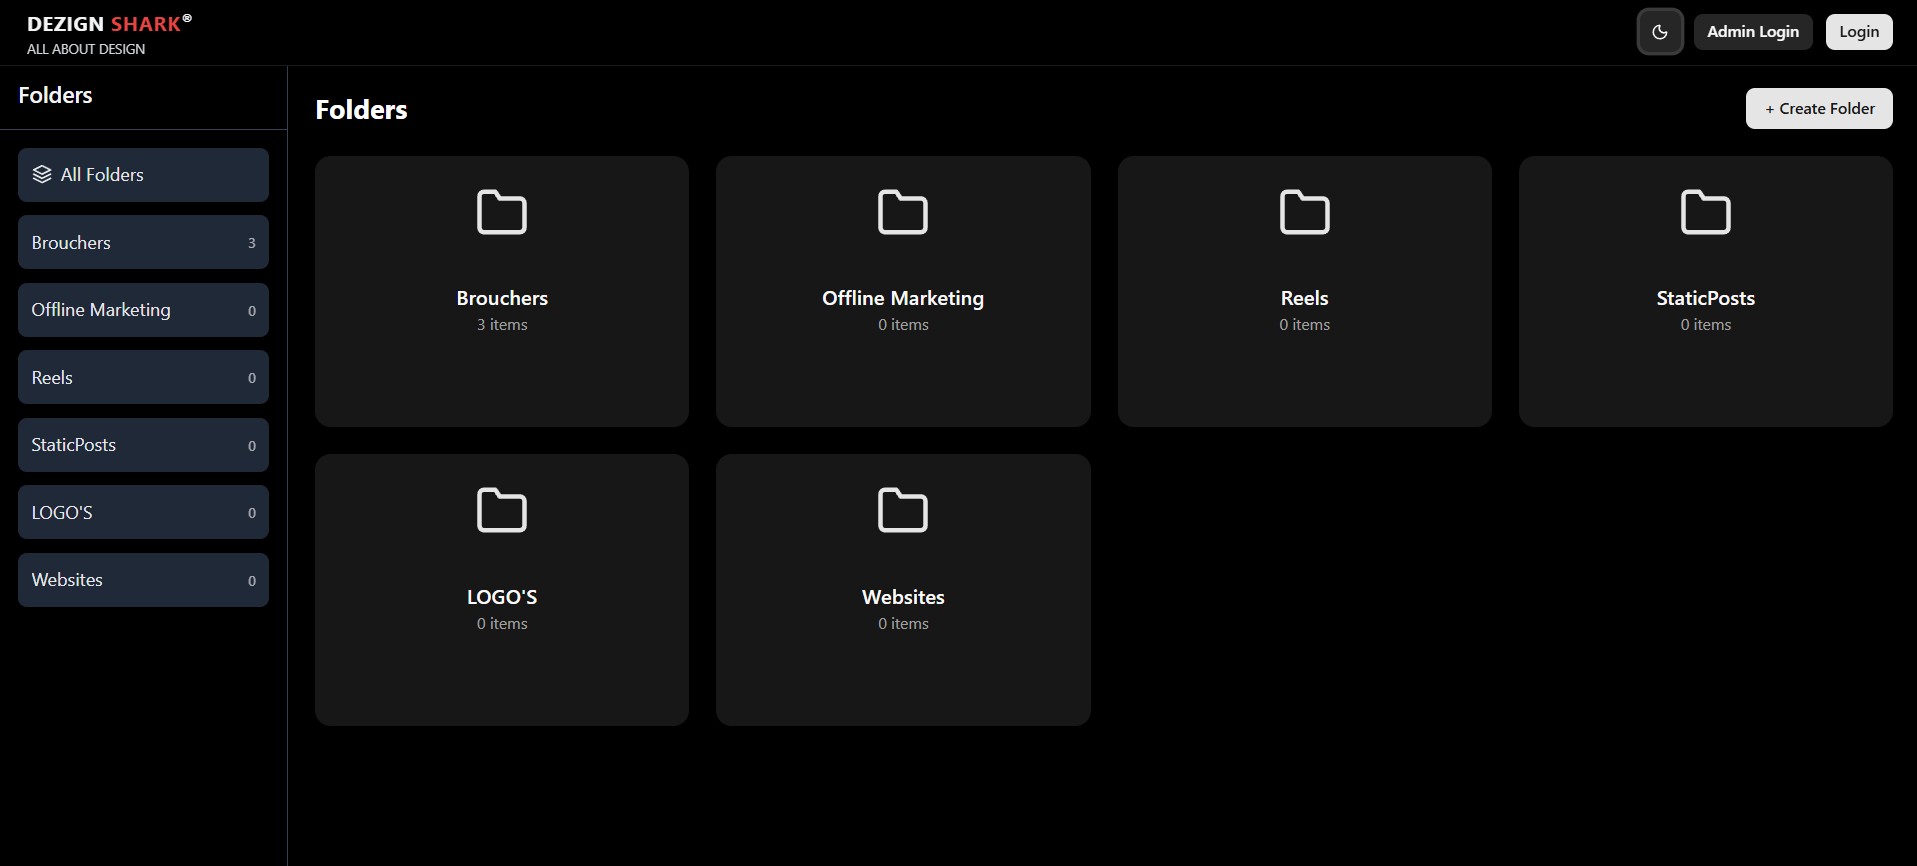 DEZIGN SHARK®
ALL ABOUT DESIGN
Admin Login
Login
Folders
All Folders
Brouchers 3
Offline Marketing 0
Reels 0
StaticPosts 0
LOGO'S 0
Websites 0
Folders
+ Create Folder
Brouchers
3 items
Offline Marketing
0 items
Reels
0 items
StaticPosts
0 items
LOGO'S
0 items
Websites
0 items